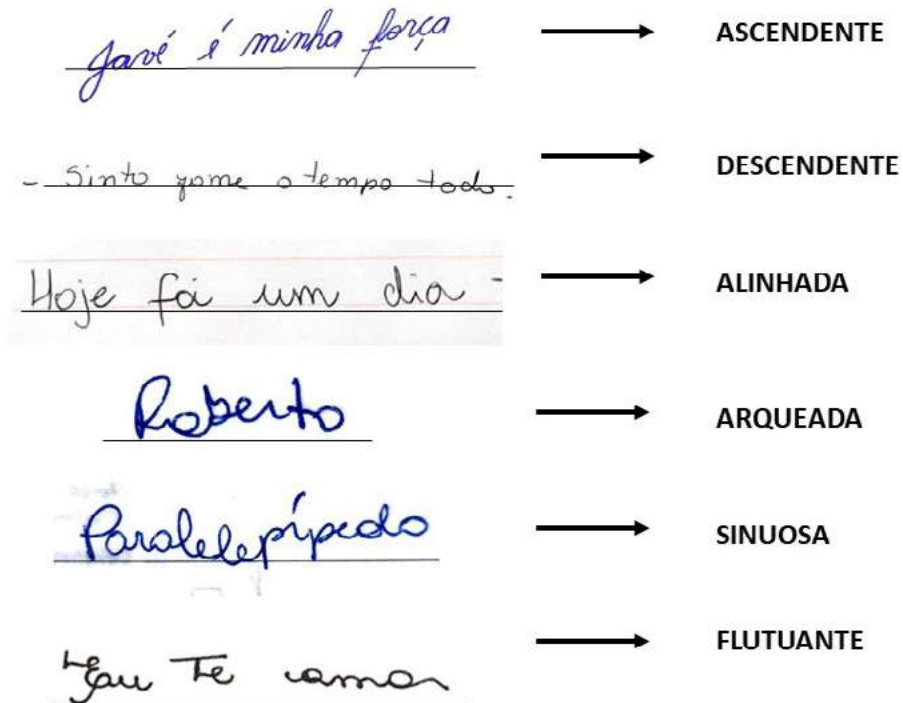 Javé é minha força ASCENDENTE
- Sinto fome o tempo todo. DESCENDENTE
Hoje foi um dia - ALINHADA
Roberto ARQUEADA
Paralelepípedo SINUOSA
Te amo FLUTUANTE